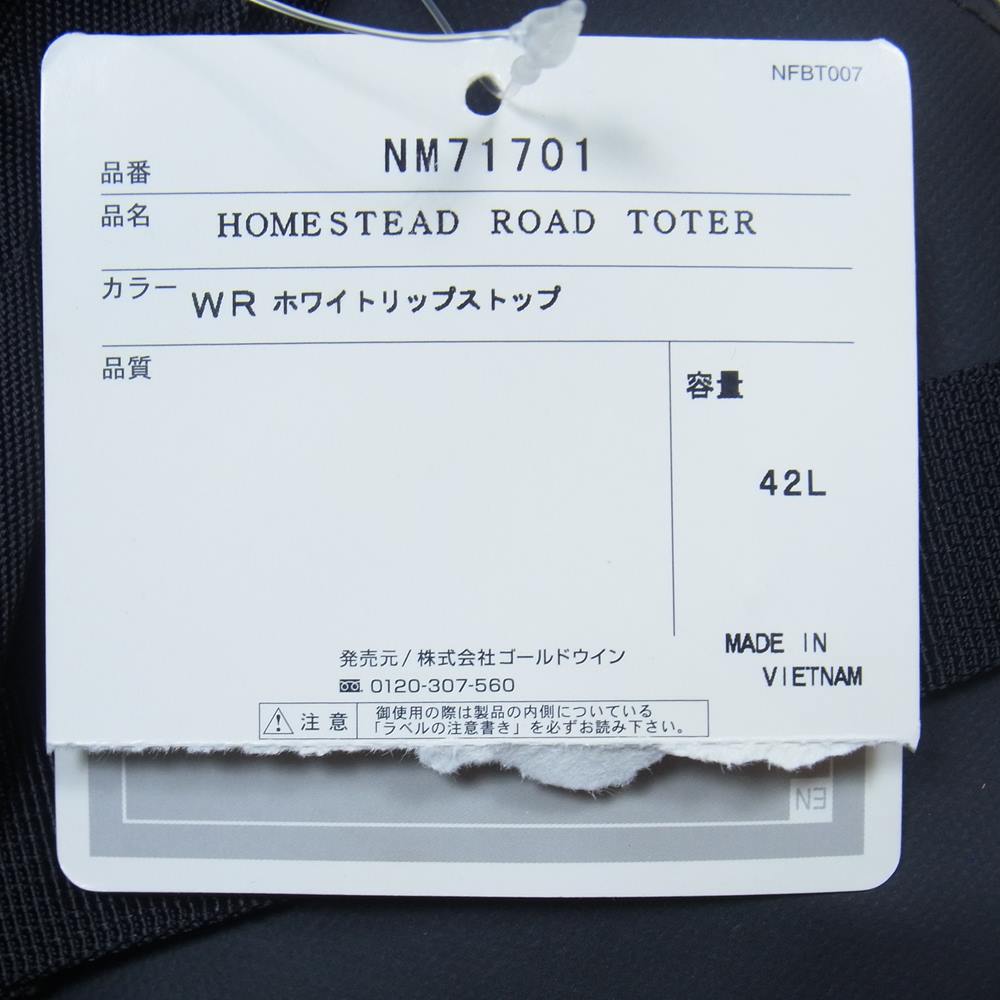 NFBT007
品番 NM71701
品名 HOMESTEAD ROAD TOTER
カラー WR ホワイトリップストップ
品質
容量
42L
MADE IN
VIETNAM
発売元/株式会社ゴールドウイン
0120-307-560
注意
御使用の際は製品の内側についている
「ラベルの注意書き」を必ずお読み下さい。
EN